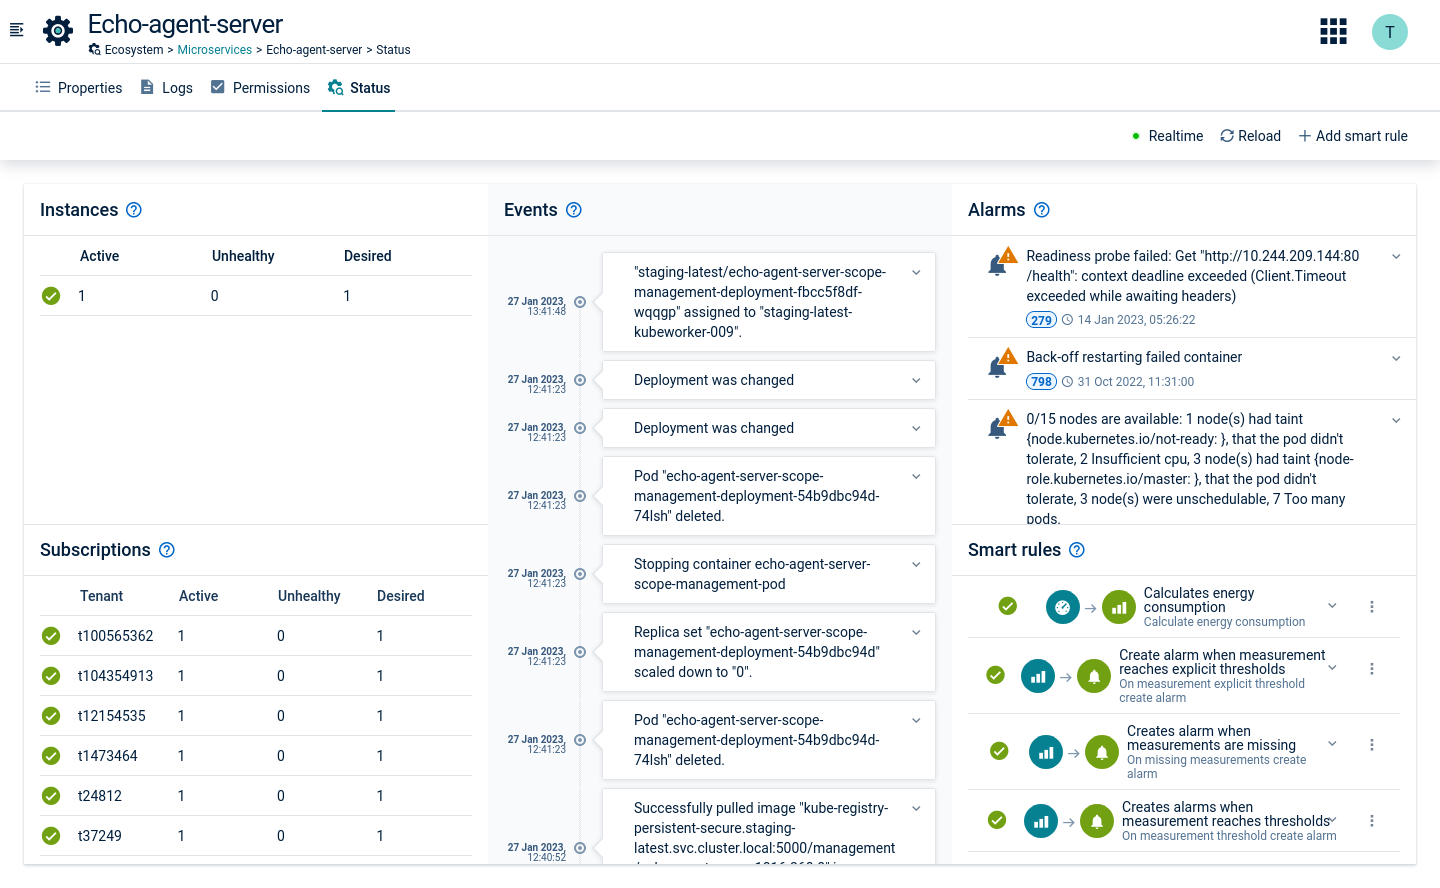 Echo-agent-server
Ecosystem > Microservices > Echo-agent-server > Status
T
Properties
Logs
Permissions
Status
Realtime
Reload
Add smart rule
Instances
Active Unhealthy Desired
1 0 1
Subscriptions
Tenant Active Unhealthy Desired
t100565362 1 0 1
t104354913 1 0 1
t12154535 1 0 1
t1473464 1 0 1
t24812 1 0 1
t37249 1 0 1
Events
27 Jan 2023,
13:41:48
"staging-latest/echo-agent-server-scope-
management-deployment-fbcc5f8df-
wqqgp" assigned to "staging-latest-
kubeworker-009".
27 Jan 2023,
12:41:23
Deployment was changed
27 Jan 2023,
12:41:23
Deployment was changed
27 Jan 2023,
12:41:23
Pod "echo-agent-server-scope-
management-deployment-54b9dbc94d-
74lsh" deleted.
27 Jan 2023,
12:41:23
Stopping container echo-agent-server-
scope-management-pod
27 Jan 2023,
12:41:23
Replica set "echo-agent-server-scope-
management-deployment-54b9dbc94d"
scaled down to "0".
27 Jan 2023,
12:41:23
Pod "echo-agent-server-scope-
management-deployment-54b9dbc94d-
74lsh" deleted.
27 Jan 2023,
12:40:52
Successfully pulled image "kube-registry-
persistent-secure.staging-
latest.svc.cluster.local:5000/management
Alarms
Readiness probe failed: Get "http://10.244.209.144:80
/health": context deadline exceeded (Client.Timeout
exceeded while awaiting headers)
279 14 Jan 2023, 05:26:22
Back-off restarting failed container
798 31 Oct 2022, 11:31:00
0/15 nodes are available: 1 node(s) had taint
{node.kubernetes.io/not-ready: }, that the pod didn't
tolerate, 2 Insufficient cpu, 3 node(s) had taint {node-
role.kubernetes.io/master: }, that the pod didn't
tolerate, 3 node(s) were unschedulable, 7 Too many
pods.
Smart rules
Calculates energy
consumption
Calculate energy consumption
Create alarm when measurement
reaches explicit thresholds
On measurement explicit threshold
create alarm
Creates alarm when
measurements are missing
On missing measurements create
alarm
Creates alarms when
measurement reaches thresholds
On measurement threshold create alarm